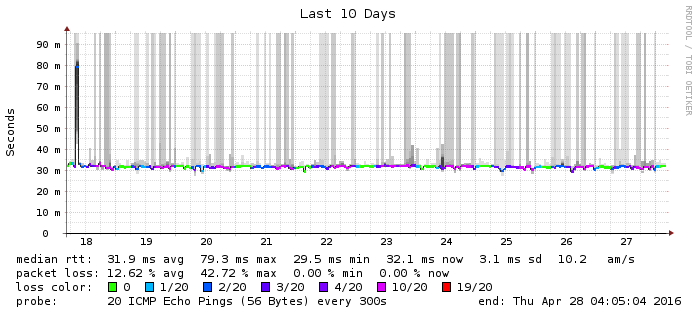 Last 10 Days
RRDTOOL / TOBI OETIKER
Seconds
90 m
80 m
70 m
60 m
50 m
40 m
30 m
20 m
10 m
0
18 19 20 21 22 23 24 25 26 27
median rtt: 31.9 ms avg 79.3 ms max 29.5 ms min 32.1 ms now 3.1 ms sd 10.2 am/s
packet loss: 12.62 % avg 42.72 % max 0.00 % min 0.00 % now
loss color: 0 1/20 2/20 3/20 4/20 10/20 19/20
probe: 20 ICMP Echo Pings (56 Bytes) every 300s end: Thu Apr 28 04:05:04 2016